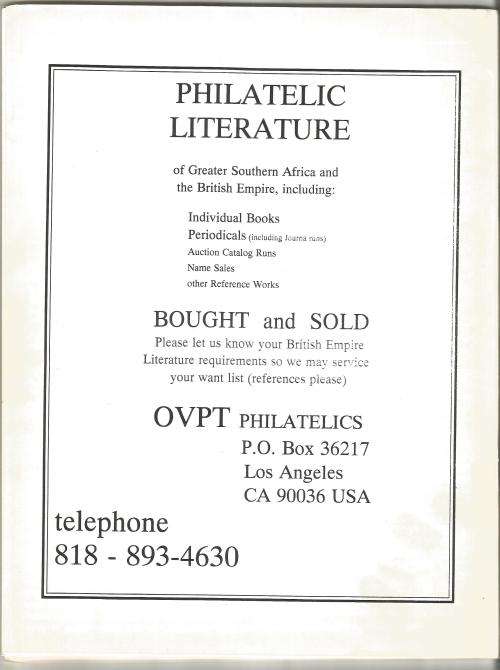 PHILATELIC
LITERATURE
of Greater Southern Africa and
the British Empire, including:
Individual Books
Periodicals (including Journa runs)
Auction Catalog Runs
Name Sales
other Reference Works
BOUGHT and SOLD
Please let us know your British Empire
Literature requirements so we may service
your want list (references please)
OVPT PHILATELICS
P.O. Box 36217
Los Angeles
CA 90036 USA
telephone
818 - 893-4630